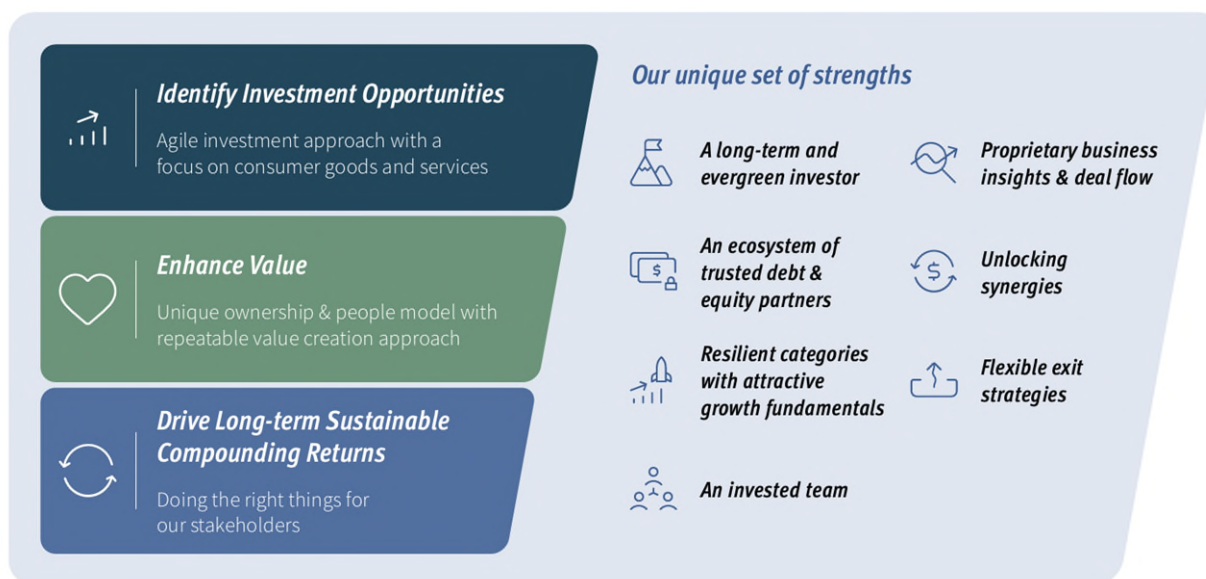 Identify Investment Opportunities
Agile investment approach with a
focus on consumer goods and services
Enhance Value
Unique ownership & people model with
repeatable value creation approach
Drive Long-term Sustainable
Compounding Returns
Doing the right things for
our stakeholders
Our unique set of strengths
A long-term and
evergreen investor
Proprietary business
insights & deal flow
An ecosystem of
trusted debt &
equity partners
Unlocking
synergies
Resilient categories
with attractive
growth fundamentals
Flexible exit
strategies
An invested team
$
$